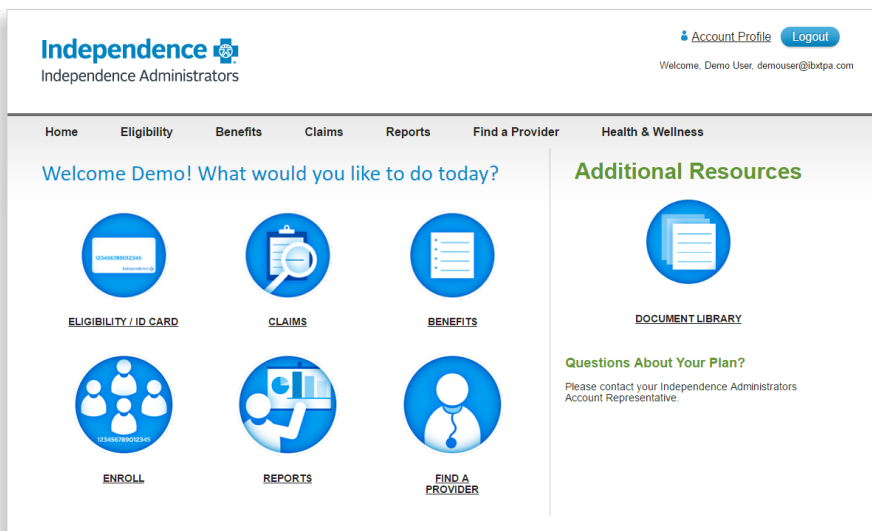 Independence
Independence Administrators
Account Profile
Logout
Welcome, Demo User, demouser@ibxtpa.com
Home Eligibility Benefits Claims Reports Find a Provider Health & Wellness
Welcome Demo! What would you like to do today?
123456789012345
Independence
ELIGIBILITY / ID CARD
CLAIMS
BENEFITS
123456789012345
ENROLL
REPORTS
FIND A
PROVIDER
Additional Resources
DOCUMENT LIBRARY
Questions About Your Plan?
Please contact your Independence Administrators
Account Representative.